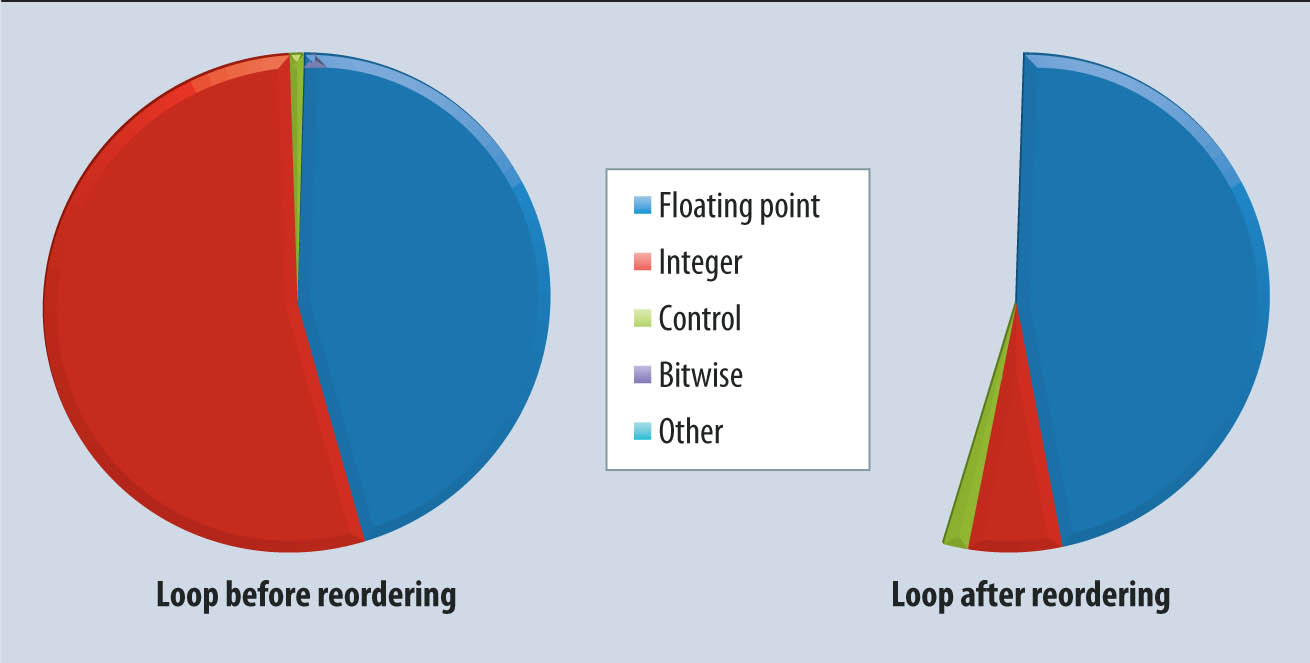 Floating point
Integer
Control
Bitwise
Other
Loop before reordering
Loop after reordering